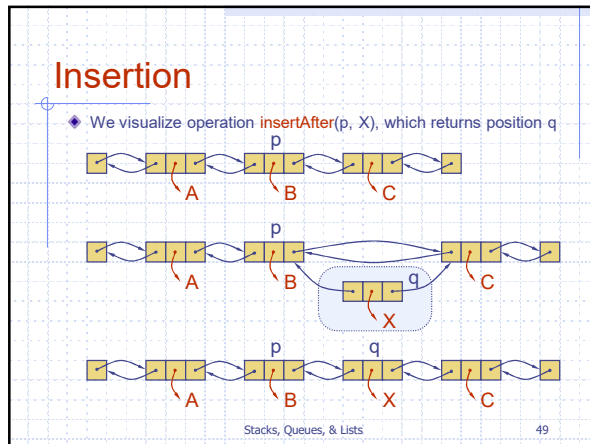 Insertion
We visualize operation insertAfter(p, X), which returns position q
p
A B C
p
q
A B C
X
p q
A B X C
Stacks, Queues, & Lists 49